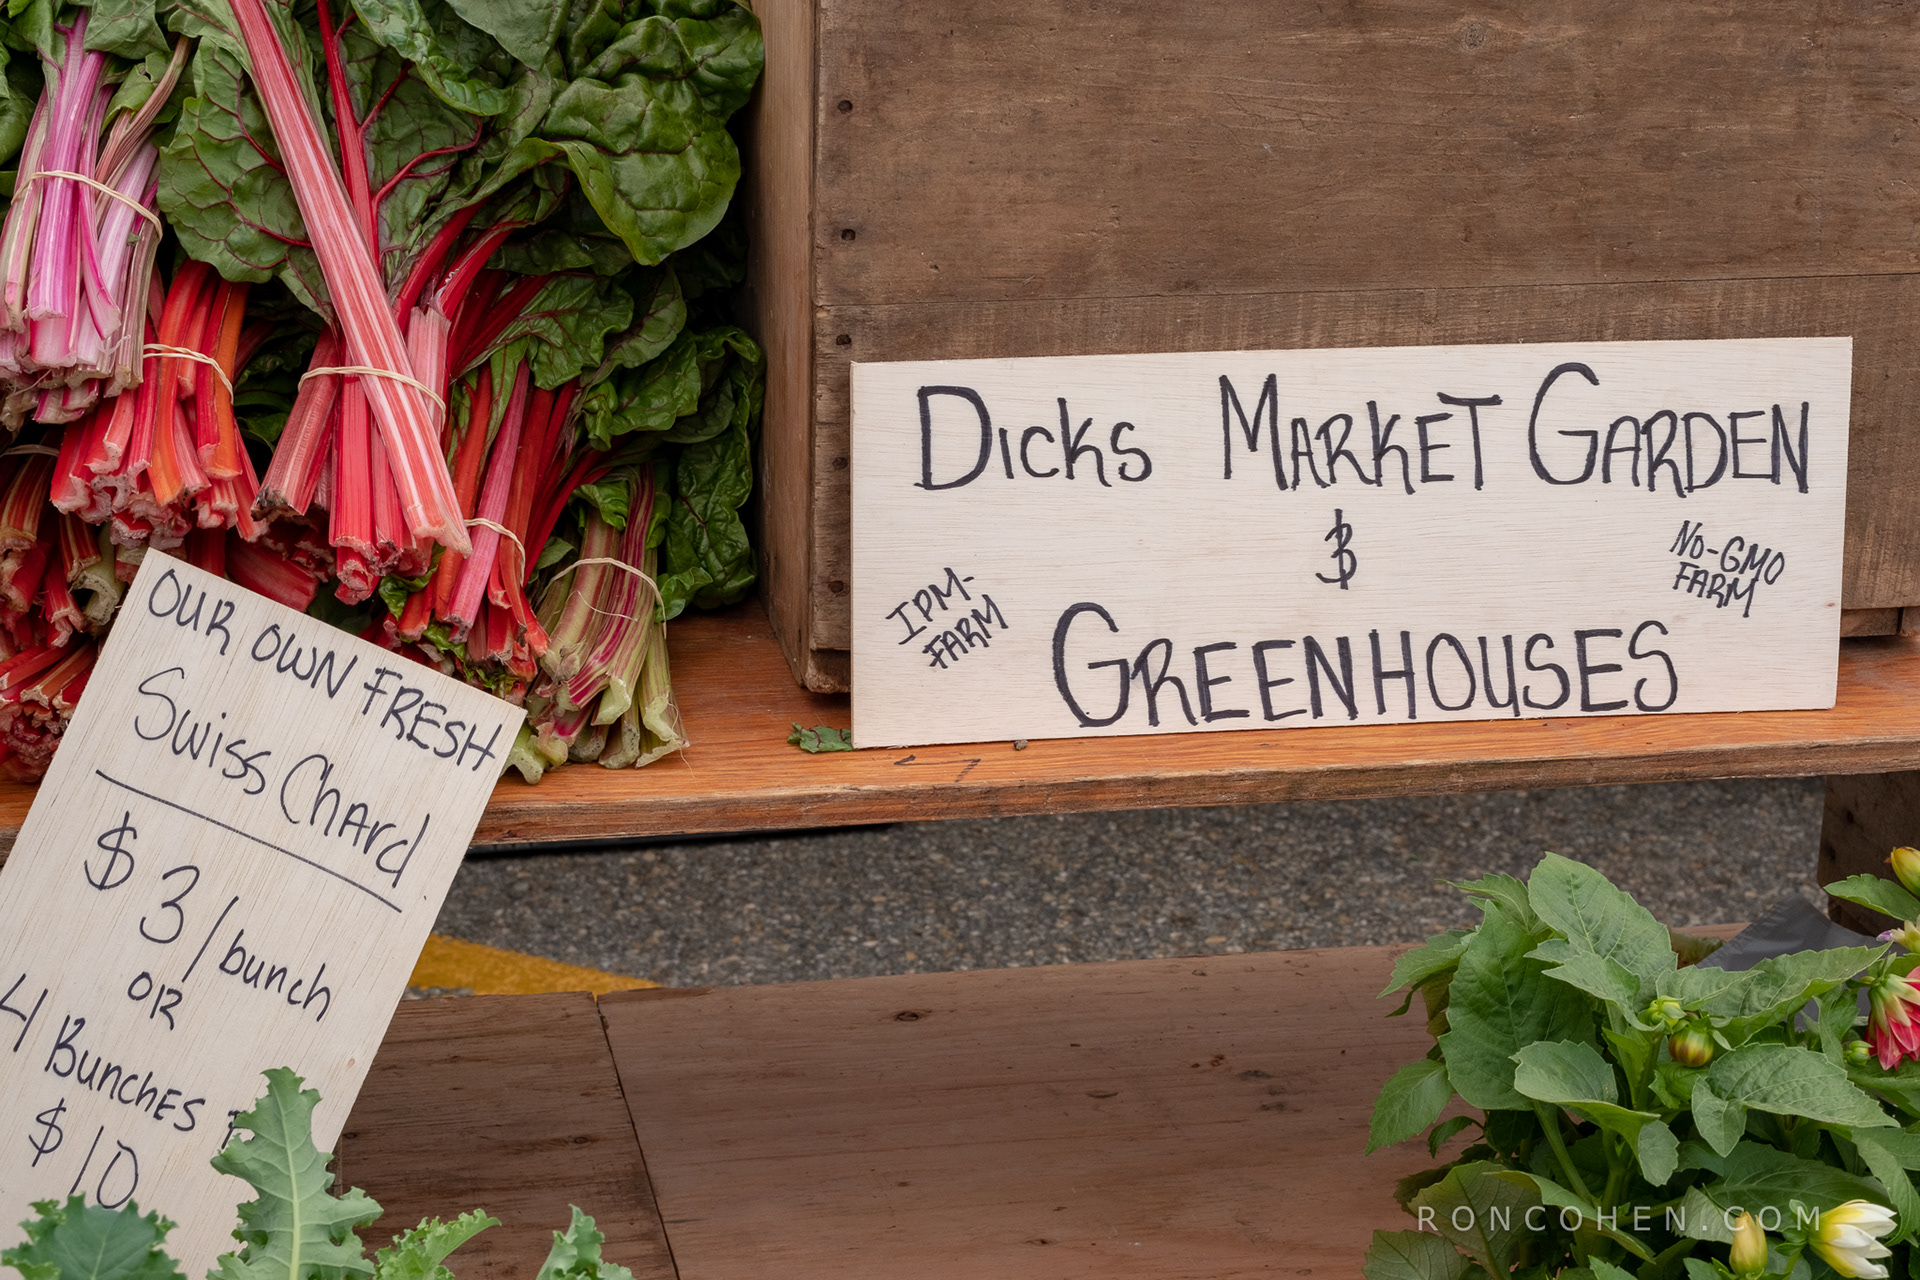 OUR OWN FRESH
Swiss Chard
$3/bunch
OR
4 Bunches
$10
Dicks Market Garden
$
Greenhouses
IPM-
FARM
No-GMO
FARM
RONCOHEN.COM